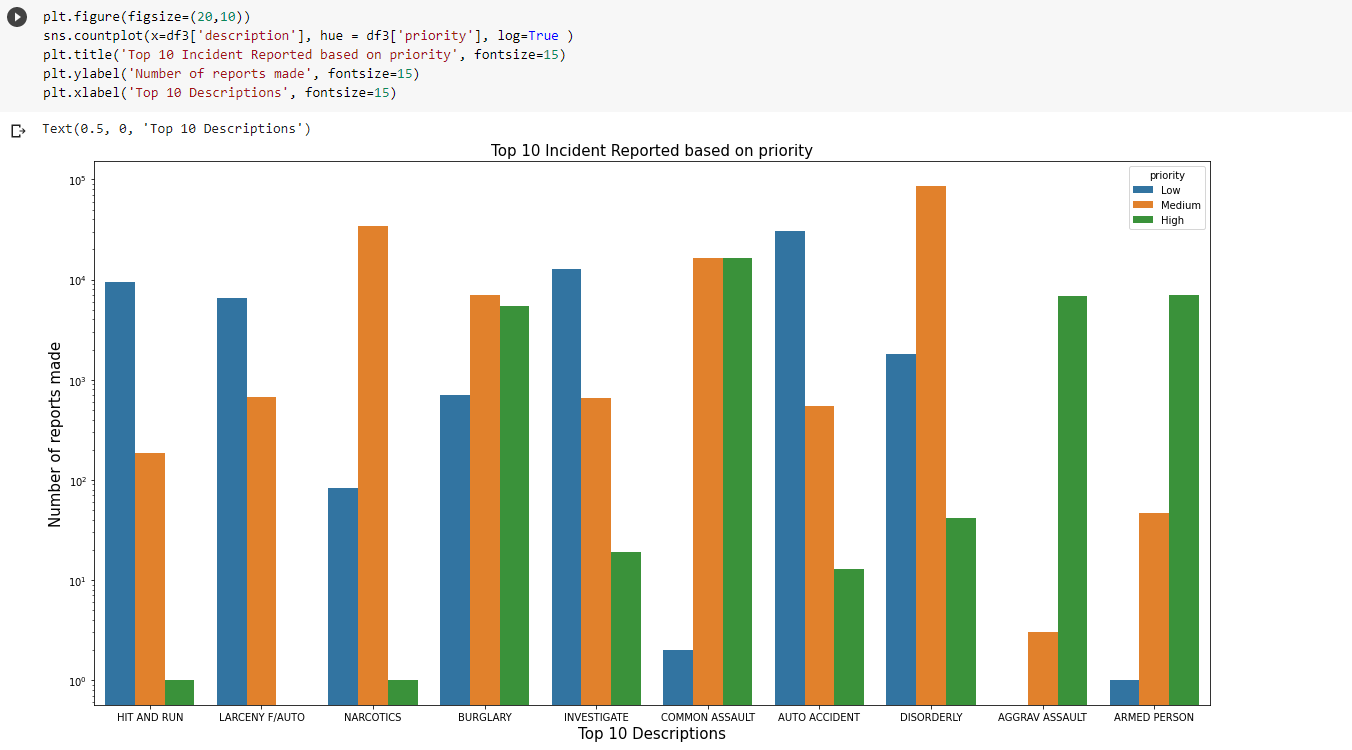 plt.figure(figsize=(20,10))
sns.countplot(x=df3['description'], hue = df3['priority'], log=True )
plt.title('Top 10 Incident Reported based on priority', fontsize=15)
plt.ylabel('Number of reports made', fontsize=15)
plt.xlabel('Top 10 Descriptions', fontsize=15)
Text(0.5, 0, 'Top 10 Descriptions')
Top 10 Incident Reported based on priority
priority
Low
Medium
High
10⁵
10⁴
10³
10²
10¹
10⁰
Number of reports made
HIT AND RUN LARCENY F/AUTO NARCOTICS BURGLARY INVESTIGATE COMMON ASSAULT AUTO ACCIDENT DISORDERLY AGGRAV ASSAULT ARMED PERSON
Top 10 Descriptions